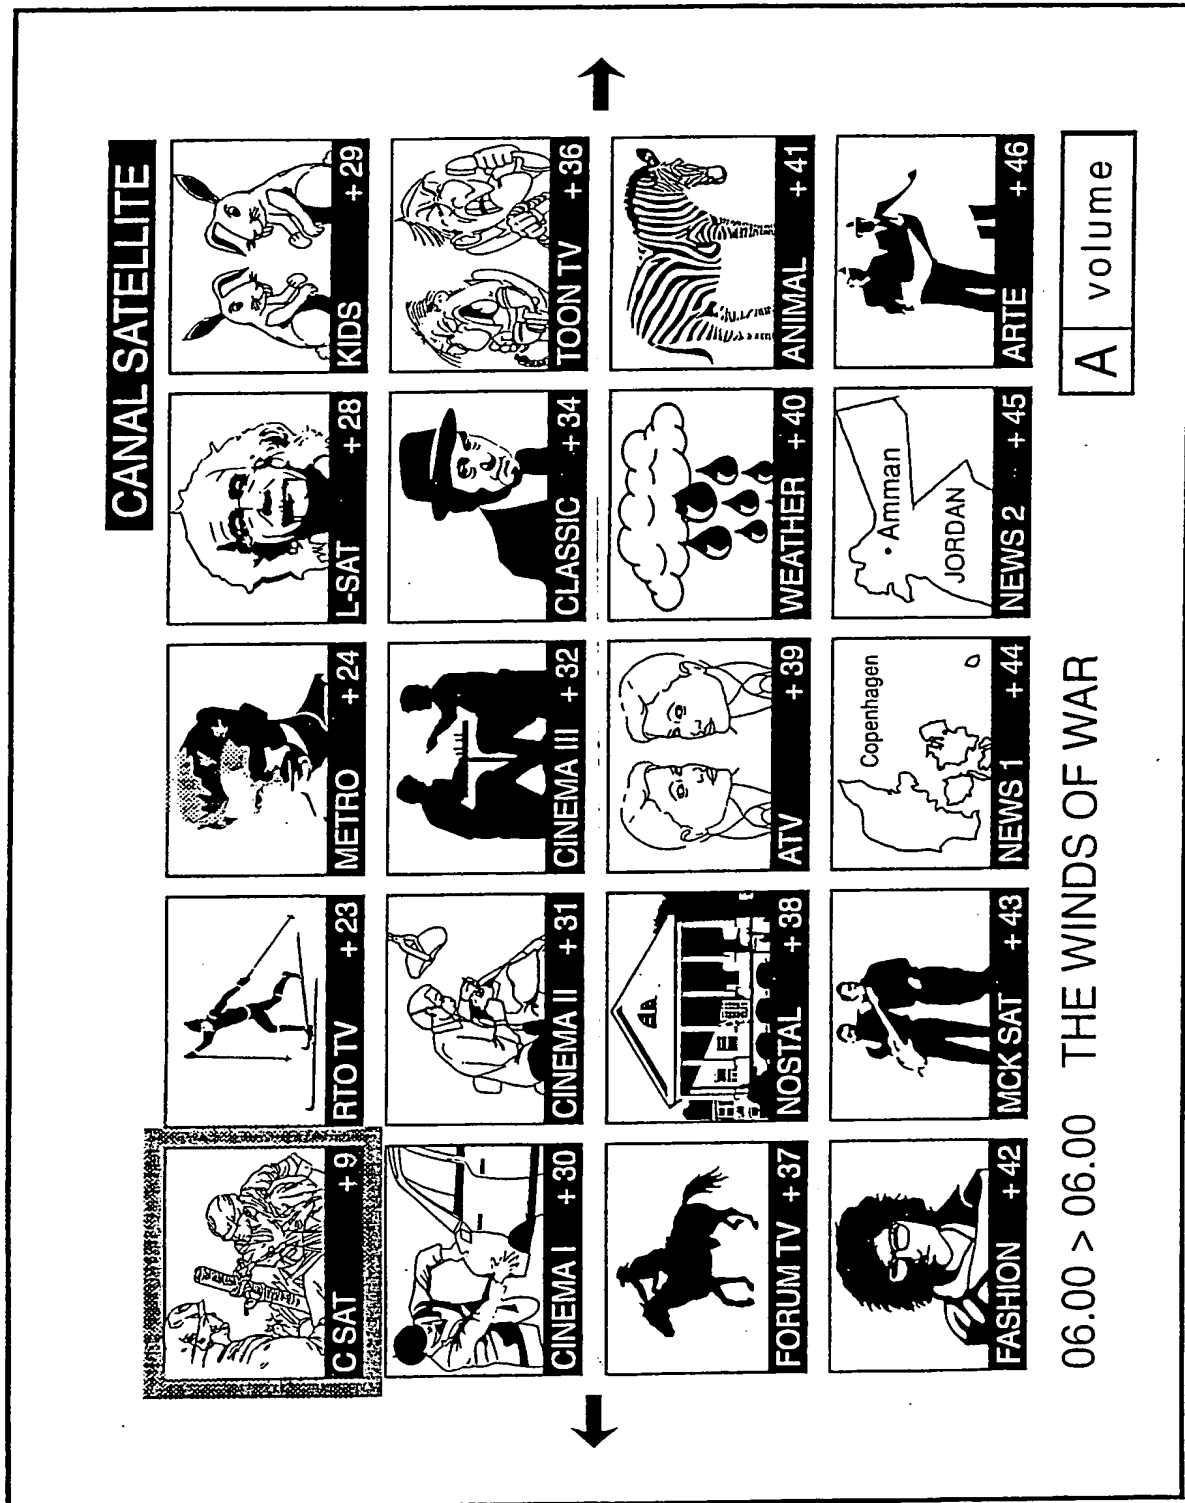 CANAL SATELLITE
C SAT + 9
RTO TV + 23
METRO + 24
L-SAT + 28
KIDS + 29
CINEMA I + 30
CINEMA II + 31
CINEMA III + 32
CLASSIC + 34
TOON TV + 36
FORUM TV + 37
NOSTAL + 38
ATV + 39
WEATHER + 40
ANIMAL + 41
Copenhagen
Amman
JORDAN
FASHION + 42
MCK SAT + 43
NEWS 1 + 44
NEWS 2 + 45
ARTE + 46
06.00 > 06.00 THE WINDS OF WAR
A volume